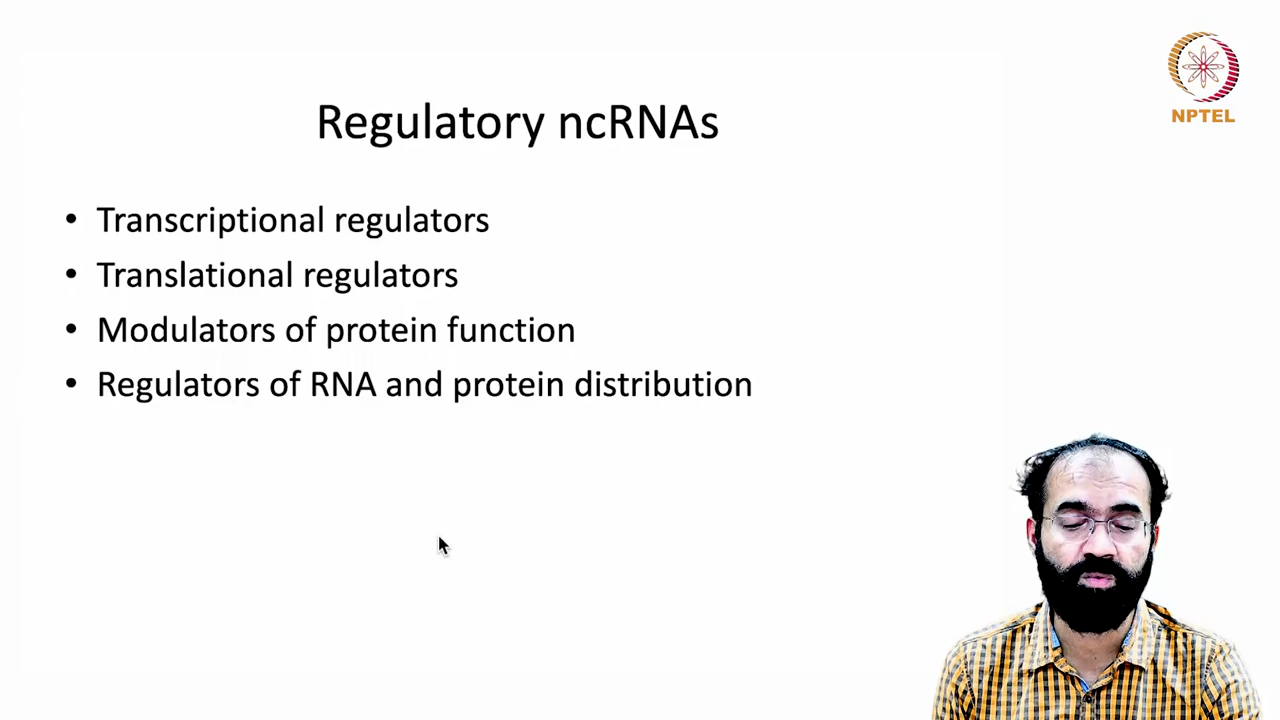 Regulatory ncRNAs
• Transcriptional regulators
• Translational regulators
• Modulators of protein function
• Regulators of RNA and protein distribution
NPTEL